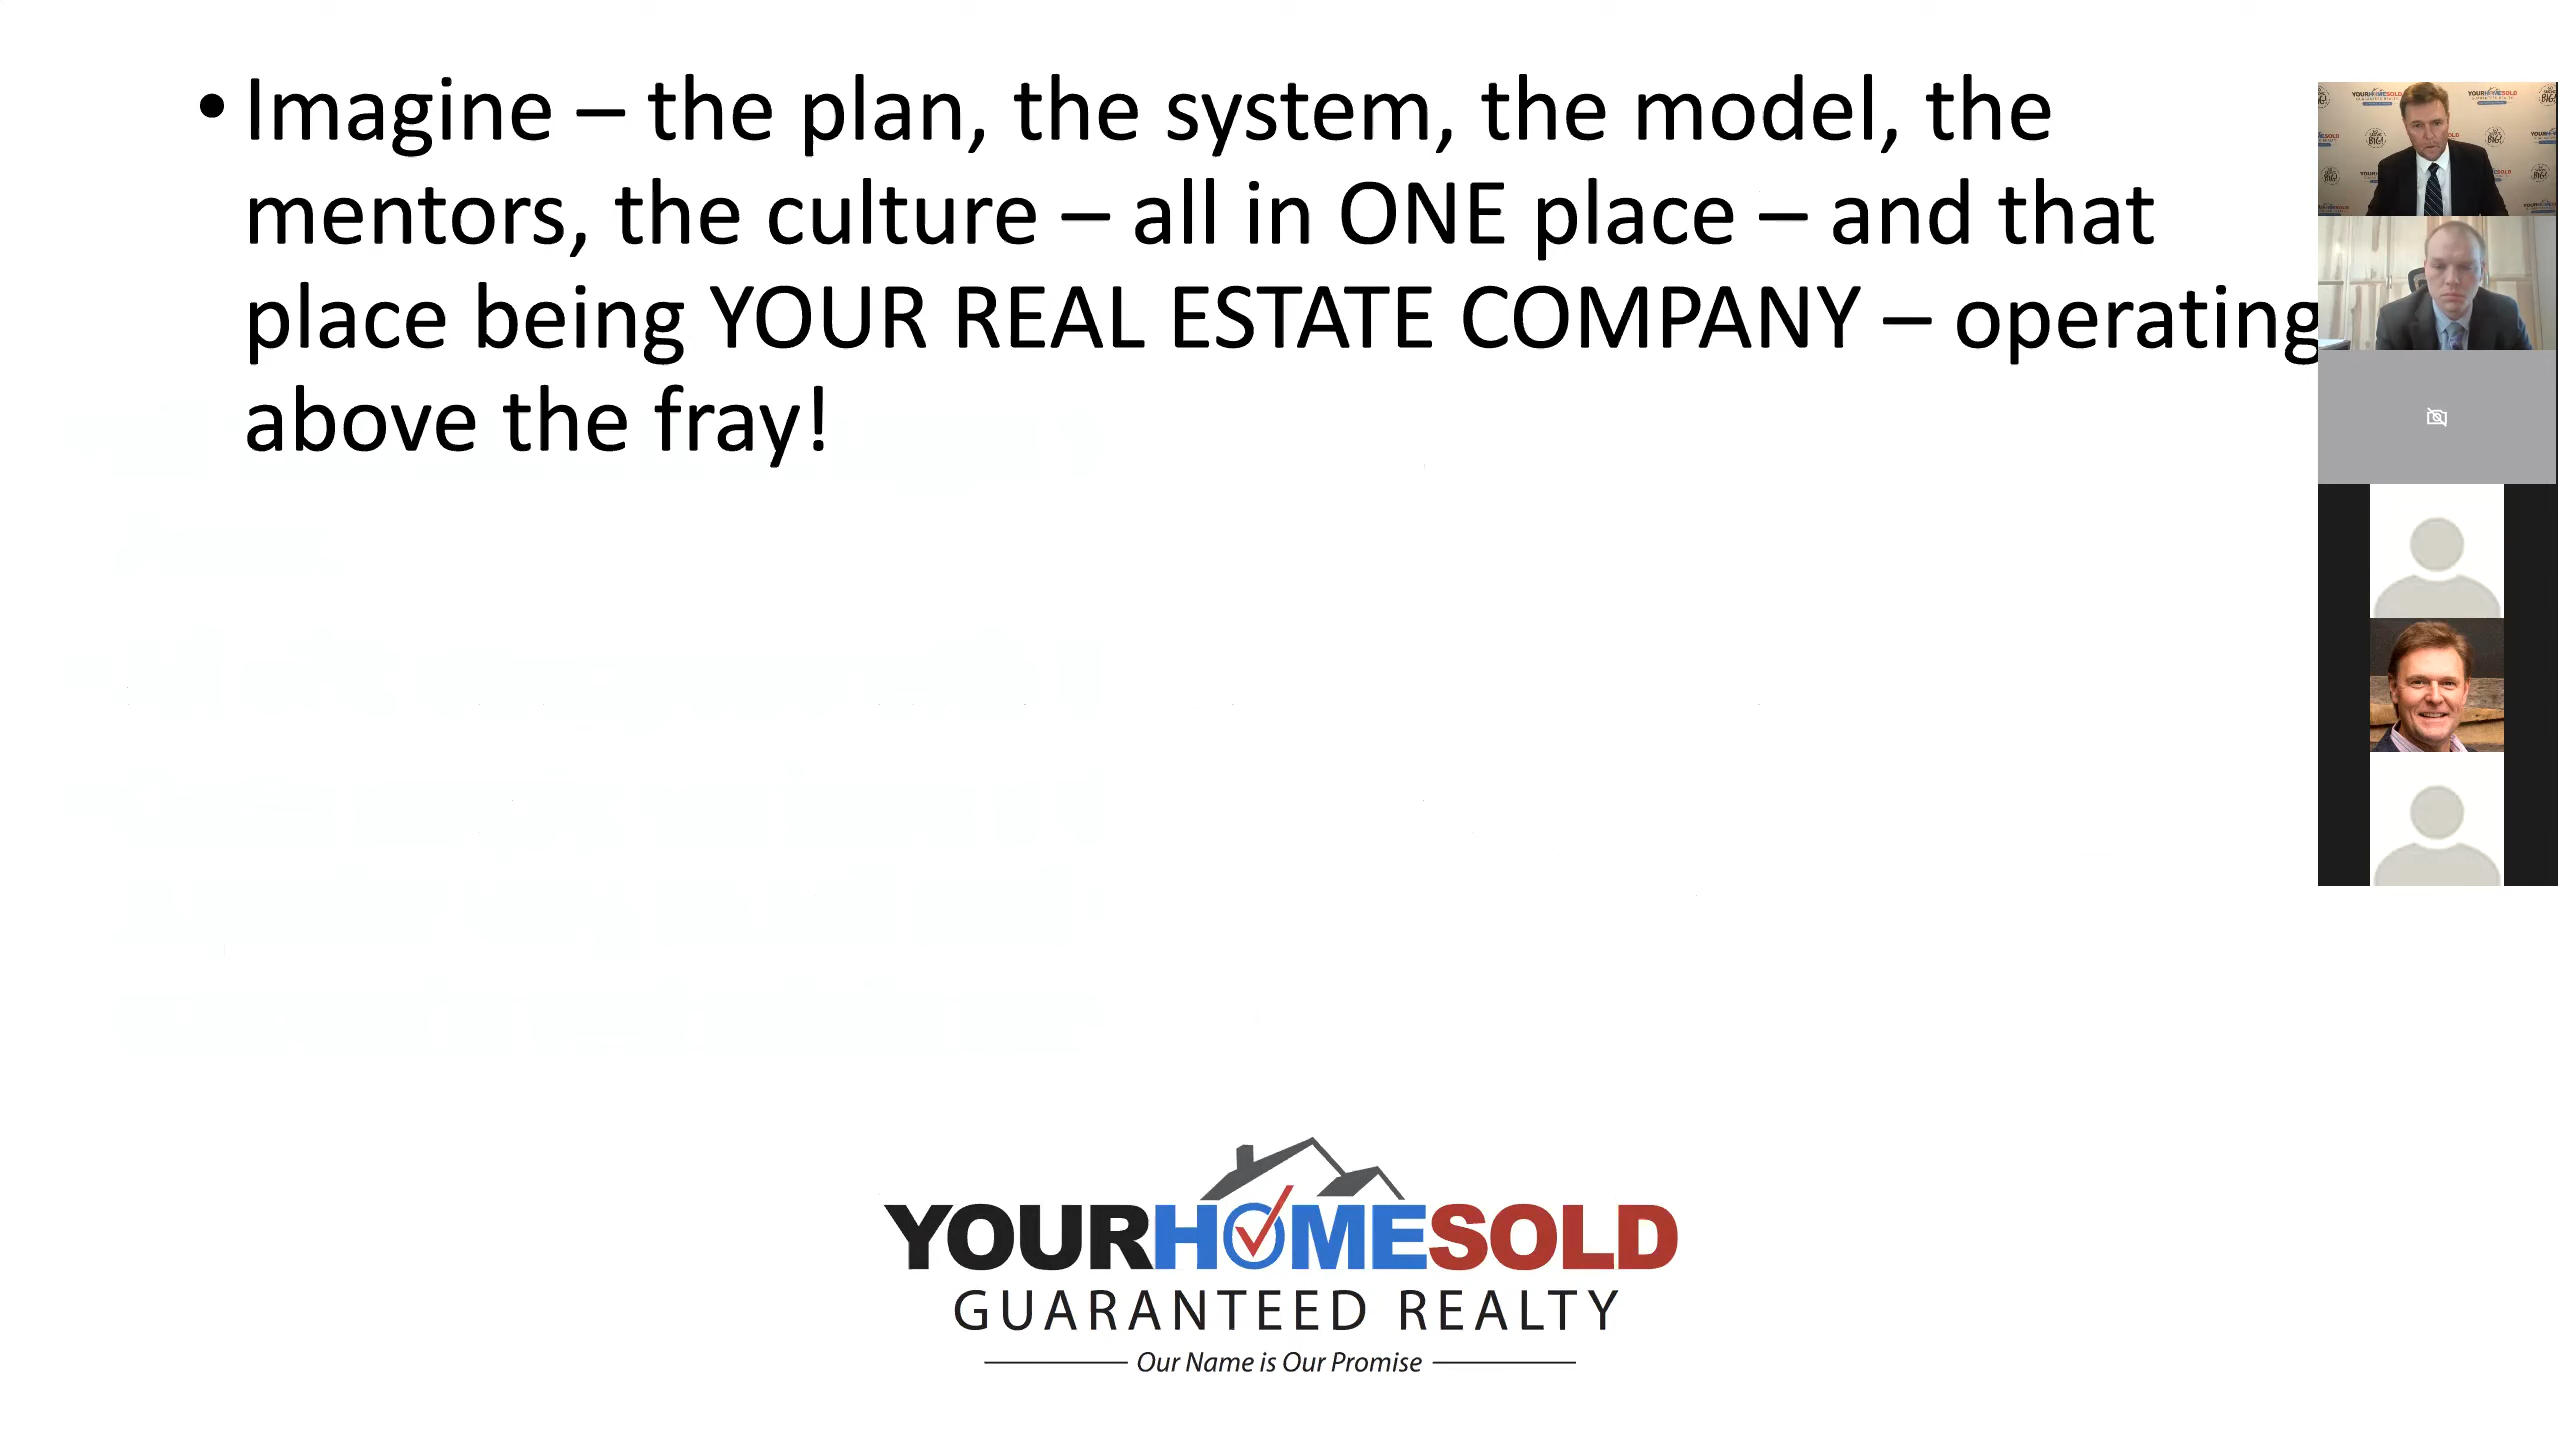 • Imagine – the plan, the system, the model, the
mentors, the culture – all in ONE place – and that
place being YOUR REAL ESTATE COMPANY – operating
above the fray!
YOURHOMESOLD
GUARANTEED REALTY
Our Name is Our Promise